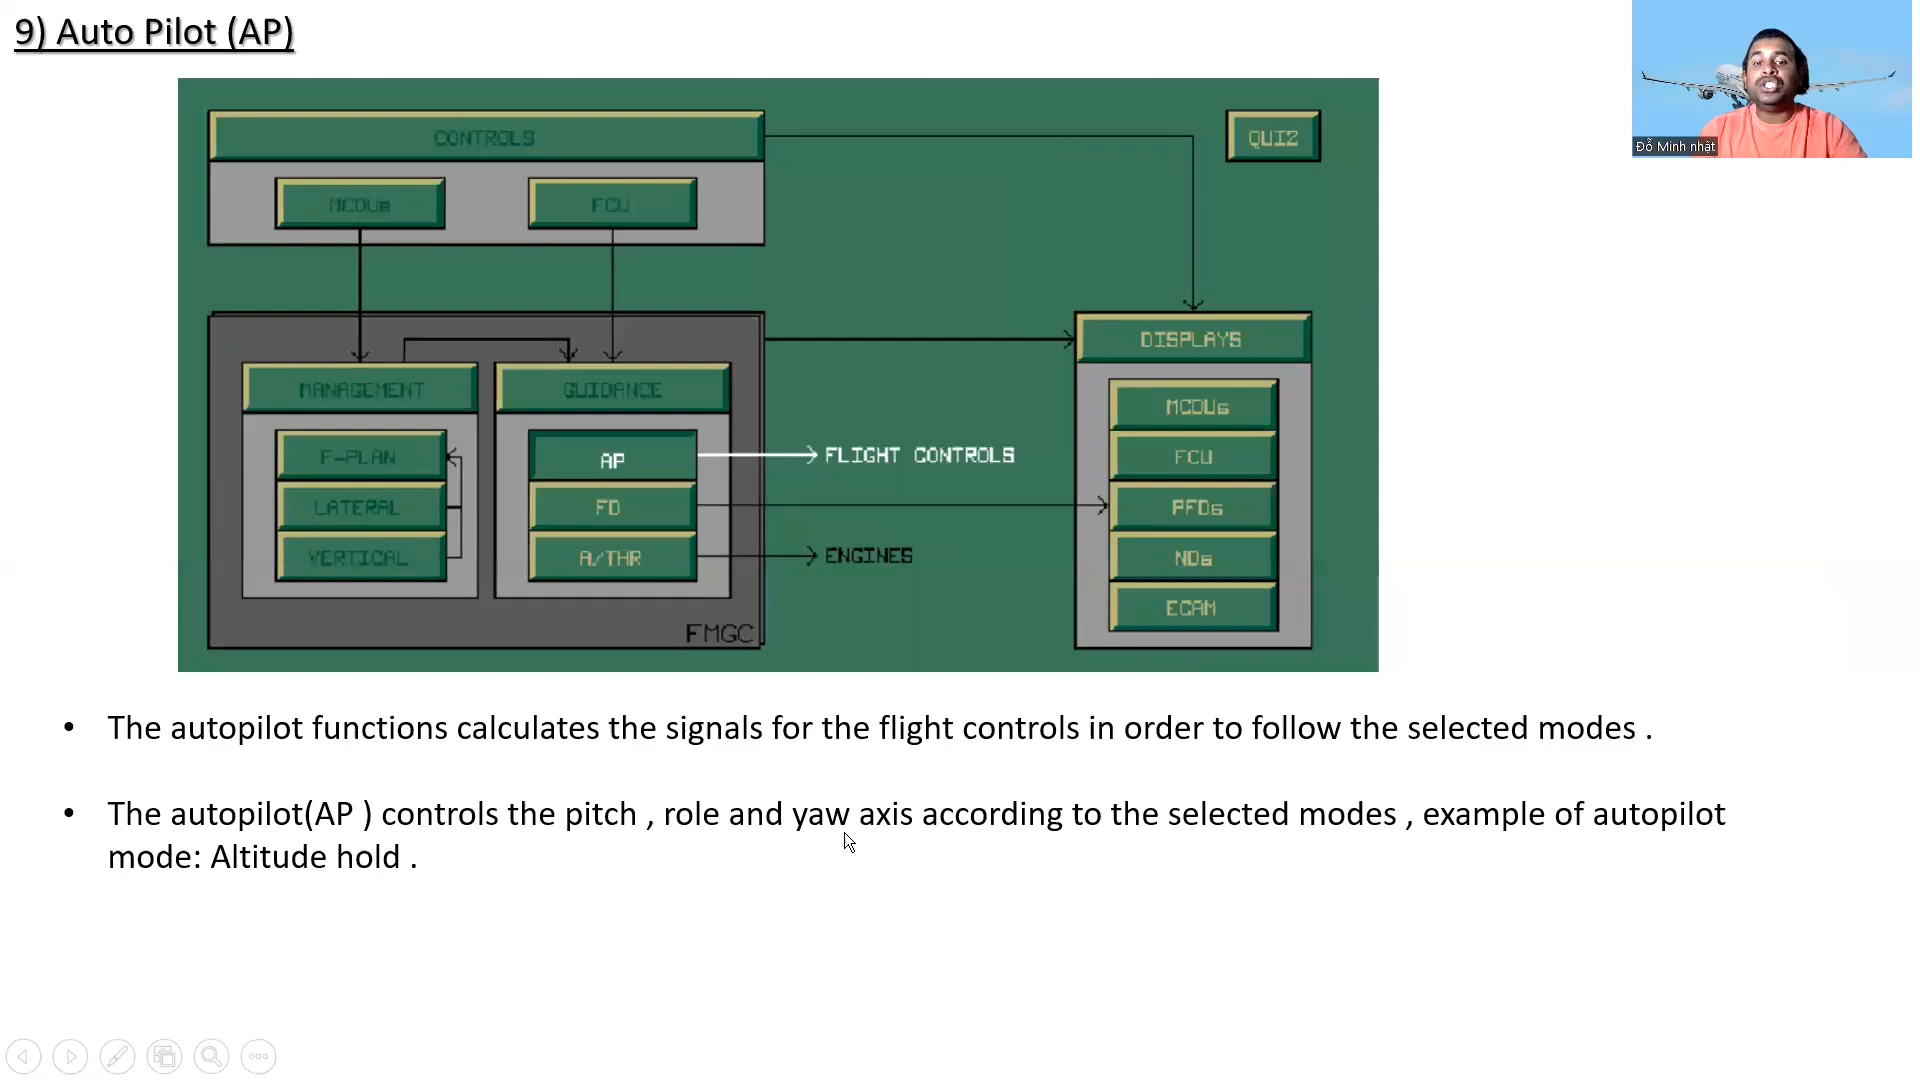 9) Auto Pilot (AP)
Đỗ Minh nhật
CONTROLS
QUIZ
MCDUs
FCU
DISPLAYS
MANAGEMENT
GUIDANCE
MCDUs
F-PLAN
AP
FLIGHT CONTROLS
FCU
LATERAL
FD
PFDs
VERTICAL
A/THR
ENGINES
NDs
ECAM
FMGC
• The autopilot functions calculates the signals for the flight controls in order to follow the selected modes .
• The autopilot(AP ) controls the pitch , role and yaw axis according to the selected modes , example of autopilot
mode: Altitude hold .